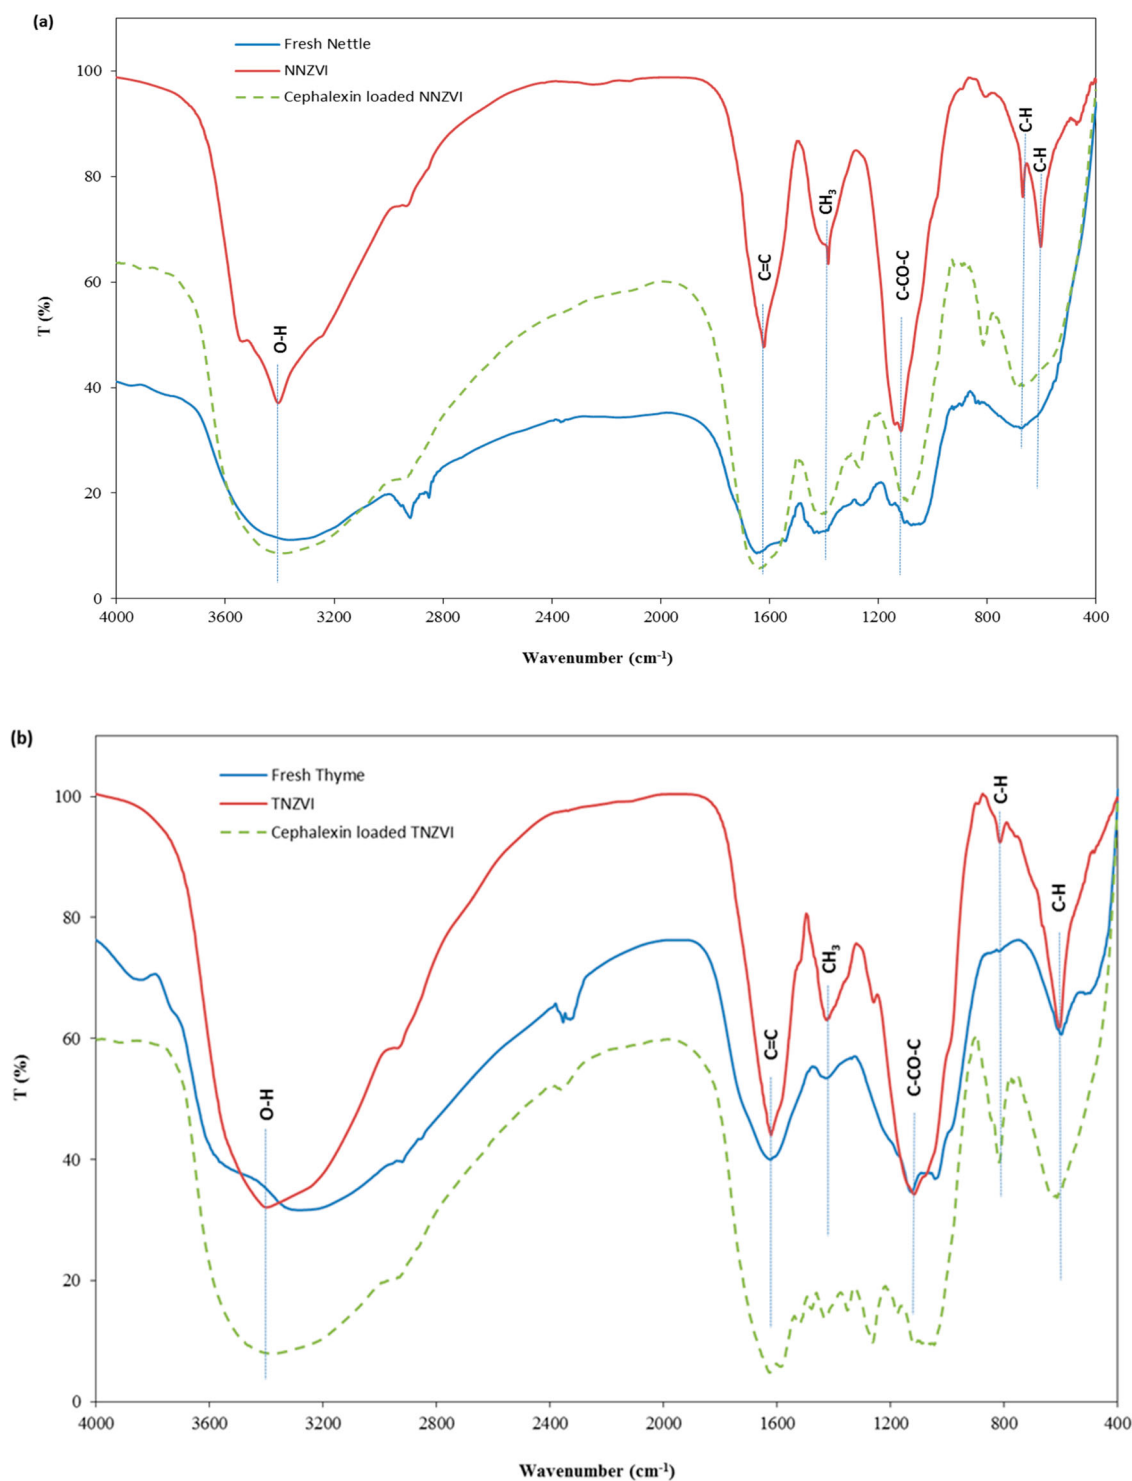 (a)
Fresh Nettle
NNZVI
Cephalexin loaded NNZVI
100
80
60
40
20
0
T (%)
O-H
C=C
CH₃
C-CO-C
C-H
C-H
4000 3600 3200 2800 2400 2000 1600 1200 800 400
Wavenumber (cm⁻¹)
(b)
Fresh Thyme
TNZVI
Cephalexin loaded TNZVI
100
80
60
40
20
0
T (%)
O-H
C=C
CH₃
C-CO-C
C-H
C-H
4000 3600 3200 2800 2400 2000 1600 1200 800 400
Wavenumber (cm⁻¹)